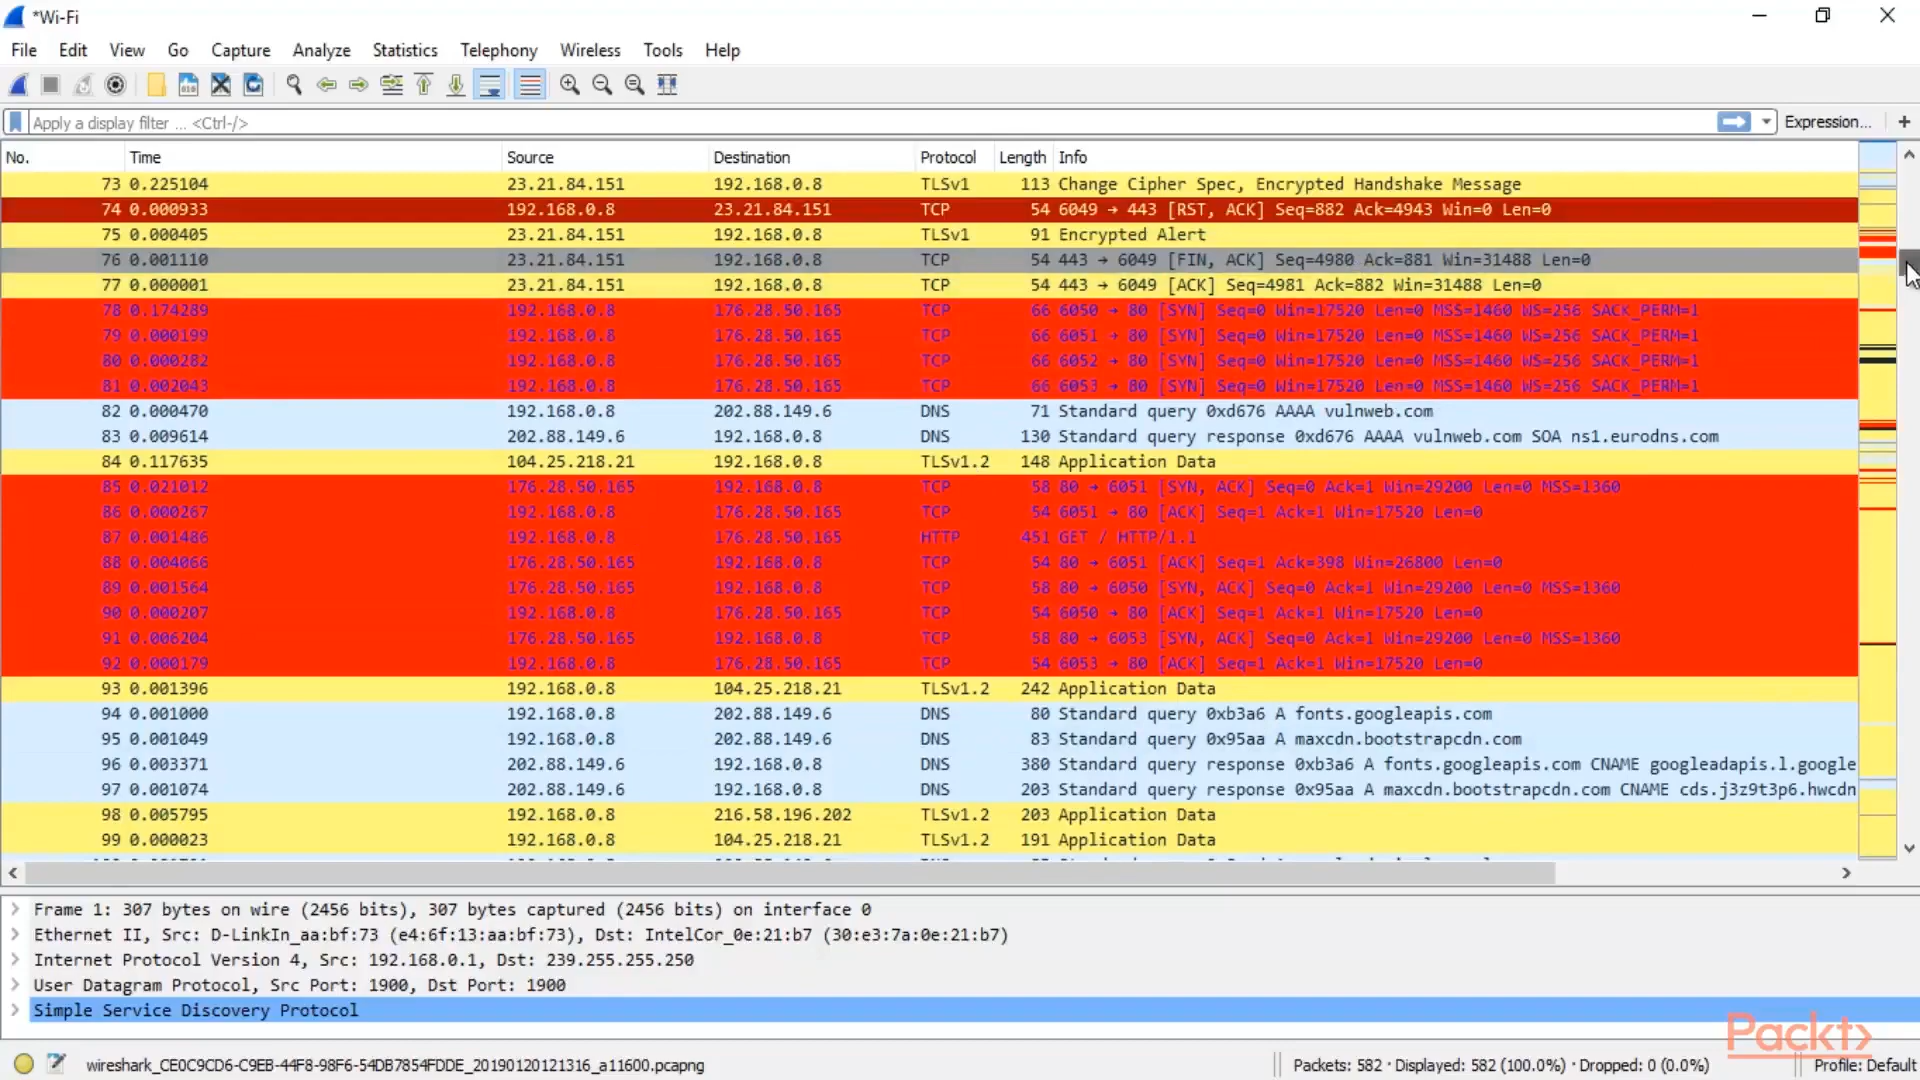 *Wi-Fi
File Edit View Go Capture Analyze Statistics Telephony Wireless Tools Help
Apply a display filter ... <Ctrl-/> Expression... +
No. Time Source Destination Protocol Length Info
73 0.225104 23.21.84.151 192.168.0.8 TLSv1 113 Change Cipher Spec, Encrypted Handshake Message
74 0.000933 192.168.0.8 23.21.84.151 TCP 54 6049 → 443 [RST, ACK] Seq=882 Ack=4943 Win=0 Len=0
75 0.000405 23.21.84.151 192.168.0.8 TLSv1 91 Encrypted Alert
76 0.001110 23.21.84.151 192.168.0.8 TCP 54 443 → 6049 [FIN, ACK] Seq=4980 Ack=881 Win=31488 Len=0
77 0.000001 23.21.84.151 192.168.0.8 TCP 54 443 → 6049 [ACK] Seq=4981 Ack=882 Win=31488 Len=0
78 0.174289 192.168.0.8 176.28.50.165 TCP 66 6050 → 80 [SYN] Seq=0 Win=17520 Len=0 MSS=1460 WS=256 SACK_PERM=1
79 0.000199 192.168.0.8 176.28.50.165 TCP 66 6051 → 80 [SYN] Seq=0 Win=17520 Len=0 MSS=1460 WS=256 SACK_PERM=1
80 0.000282 192.168.0.8 176.28.50.165 TCP 66 6052 → 80 [SYN] Seq=0 Win=17520 Len=0 MSS=1460 WS=256 SACK_PERM=1
81 0.002043 192.168.0.8 176.28.50.165 TCP 66 6053 → 80 [SYN] Seq=0 Win=17520 Len=0 MSS=1460 WS=256 SACK_PERM=1
82 0.000470 192.168.0.8 202.88.149.6 DNS 71 Standard query 0xd676 AAAA vulnweb.com
83 0.009614 202.88.149.6 192.168.0.8 DNS 130 Standard query response 0xd676 AAAA vulnweb.com SOA ns1.eurodns.com
84 0.117635 104.25.218.21 192.168.0.8 TLSv1.2 148 Application Data
85 0.021012 176.28.50.165 192.168.0.8 TCP 58 80 → 6051 [SYN, ACK] Seq=0 Ack=1 Win=29200 Len=0 MSS=1360
86 0.000267 192.168.0.8 176.28.50.165 TCP 54 6051 → 80 [ACK] Seq=1 Ack=1 Win=17520 Len=0
87 0.001486 192.168.0.8 176.28.50.165 HTTP 451 GET / HTTP/1.1
88 0.004066 176.28.50.165 192.168.0.8 TCP 54 80 → 6051 [ACK] Seq=1 Ack=398 Win=26800 Len=0
89 0.001564 176.28.50.165 192.168.0.8 TCP 58 80 → 6050 [SYN, ACK] Seq=0 Ack=1 Win=29200 Len=0 MSS=1360
90 0.000207 192.168.0.8 176.28.50.165 TCP 54 6050 → 80 [ACK] Seq=1 Ack=1 Win=17520 Len=0
91 0.006204 176.28.50.165 192.168.0.8 TCP 58 80 → 6053 [SYN, ACK] Seq=0 Ack=1 Win=29200 Len=0 MSS=1360
92 0.000179 192.168.0.8 176.28.50.165 TCP 54 6053 → 80 [ACK] Seq=1 Ack=1 Win=17520 Len=0
93 0.001396 192.168.0.8 104.25.218.21 TLSv1.2 242 Application Data
94 0.001000 192.168.0.8 202.88.149.6 DNS 80 Standard query 0xb3a6 A fonts.googleapis.com
95 0.001049 192.168.0.8 202.88.149.6 DNS 83 Standard query 0x95aa A maxcdn.bootstrapcdn.com
96 0.003371 202.88.149.6 192.168.0.8 DNS 380 Standard query response 0xb3a6 A fonts.googleapis.com CNAME googleadapis.l.google
97 0.001074 202.88.149.6 192.168.0.8 DNS 203 Standard query response 0x95aa A maxcdn.bootstrapcdn.com CNAME cds.j3z9t3p6.hwcdn
98 0.005795 192.168.0.8 216.58.196.202 TLSv1.2 203 Application Data
99 0.000023 192.168.0.8 104.25.218.21 TLSv1.2 191 Application Data
Frame 1: 307 bytes on wire (2456 bits), 307 bytes captured (2456 bits) on interface 0
Ethernet II, Src: D-LinkIn_aa:bf:73 (e4:6f:13:aa:bf:73), Dst: IntelCor_0e:21:b7 (30:e3:7a:0e:21:b7)
Internet Protocol Version 4, Src: 192.168.0.1, Dst: 239.255.255.250
User Datagram Protocol, Src Port: 1900, Dst Port: 1900
Simple Service Discovery Protocol
Packt>
wireshark_CE0C9CD6-C9EB-44F8-98F6-54DB7854FDDE_20190120121316_a11600.pcapng Packets: 582 · Displayed: 582 (100.0%) · Dropped: 0 (0.0%) Profile: Default